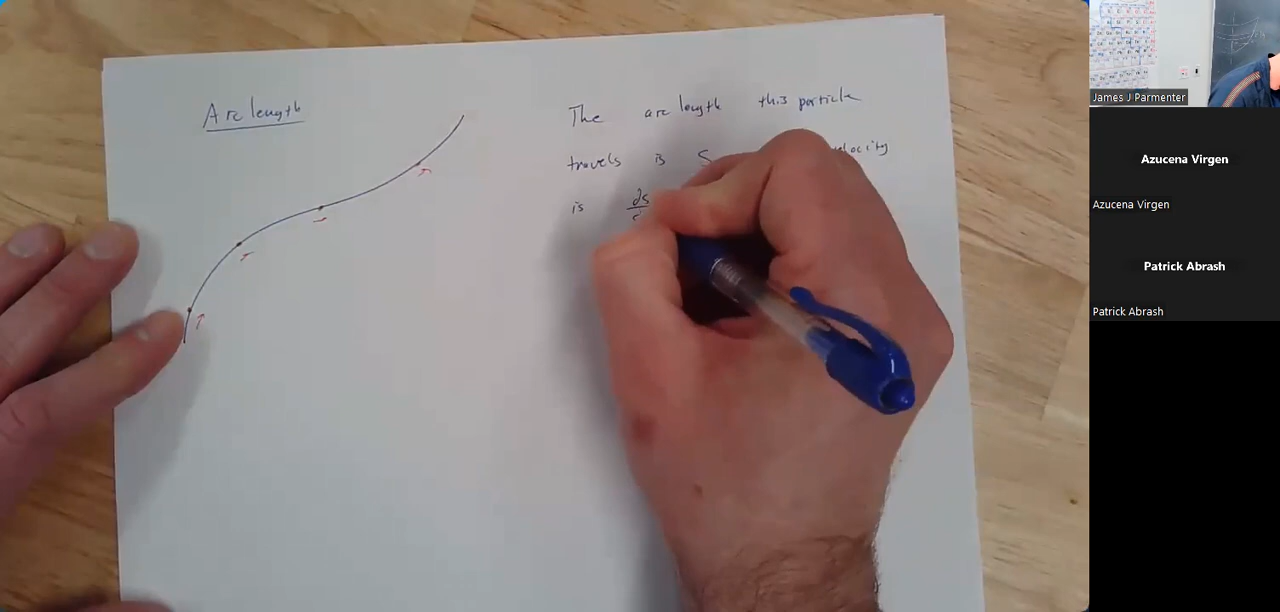 Arc length
The arc length this particle
travels is S
is ds
James J Parmenter
Azucena Virgen
Azucena Virgen
Patrick Abrash
Patrick Abrash